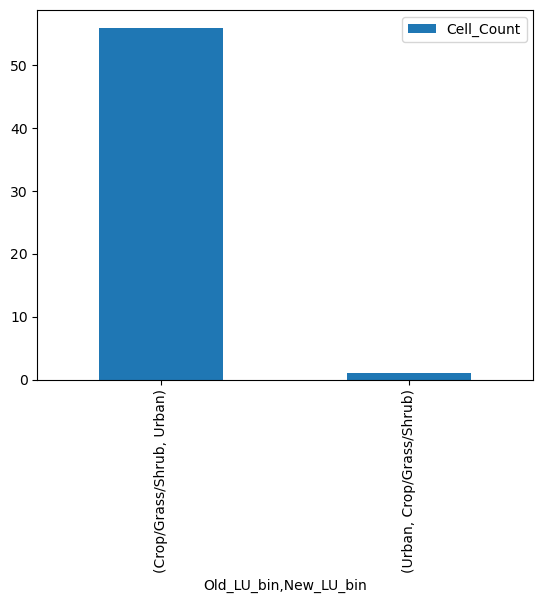 Cell_Count
50
40
30
20
10
0
(Crop/Grass/Shrub, Urban)
(Urban, Crop/Grass/Shrub)
Old_LU_bin,New_LU_bin